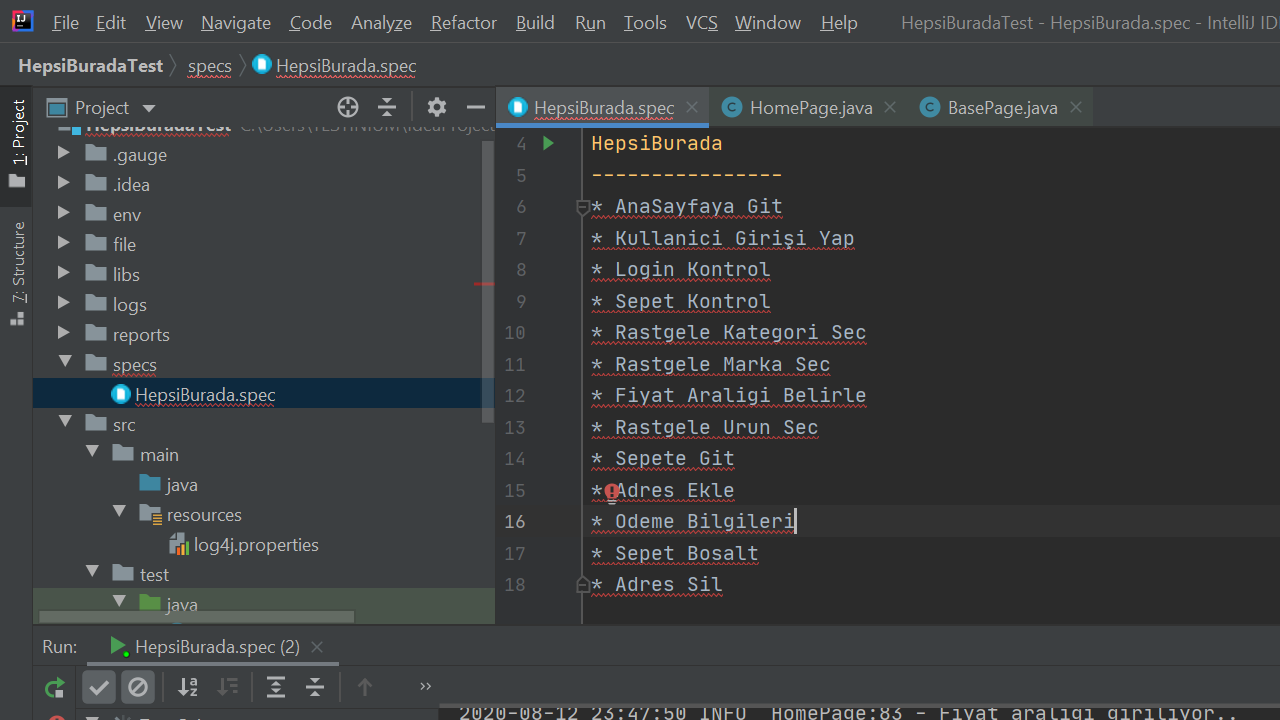 File Edit View Navigate Code Analyze Refactor Build Run Tools VCS Window Help HepsiBuradaTest - HepsiBurada.spec - IntelliJ ID
HepsiBuradaTest specs HepsiBurada.spec
1: Project
7: Structure
Project
HepsiBurada.spec HomePage.java BasePage.java
HepsiBuradaTest
.gauge
.idea
env
file
libs
logs
reports
specs
HepsiBurada.spec
src
main
java
resources
log4j.properties
test
java
4 HepsiBurada
5 ----------------
6 * AnaSayfaya Git
7 * Kullanici Girişi Yap
8 * Login Kontrol
9 * Sepet Kontrol
10 * Rastgele Kategori Sec
11 * Rastgele Marka Sec
12 * Fiyat Araligi Belirle
13 * Rastgele Urun Sec
14 * Sepete Git
15 * Adres Ekle
16 * Odeme Bilgileri
17 * Sepet Bosalt
18 * Adres Sil
Run: HepsiBurada.spec (2)
2020-08-12 23:47:50 INFO HomePage:83 - Fiyat araligi giriliyor..